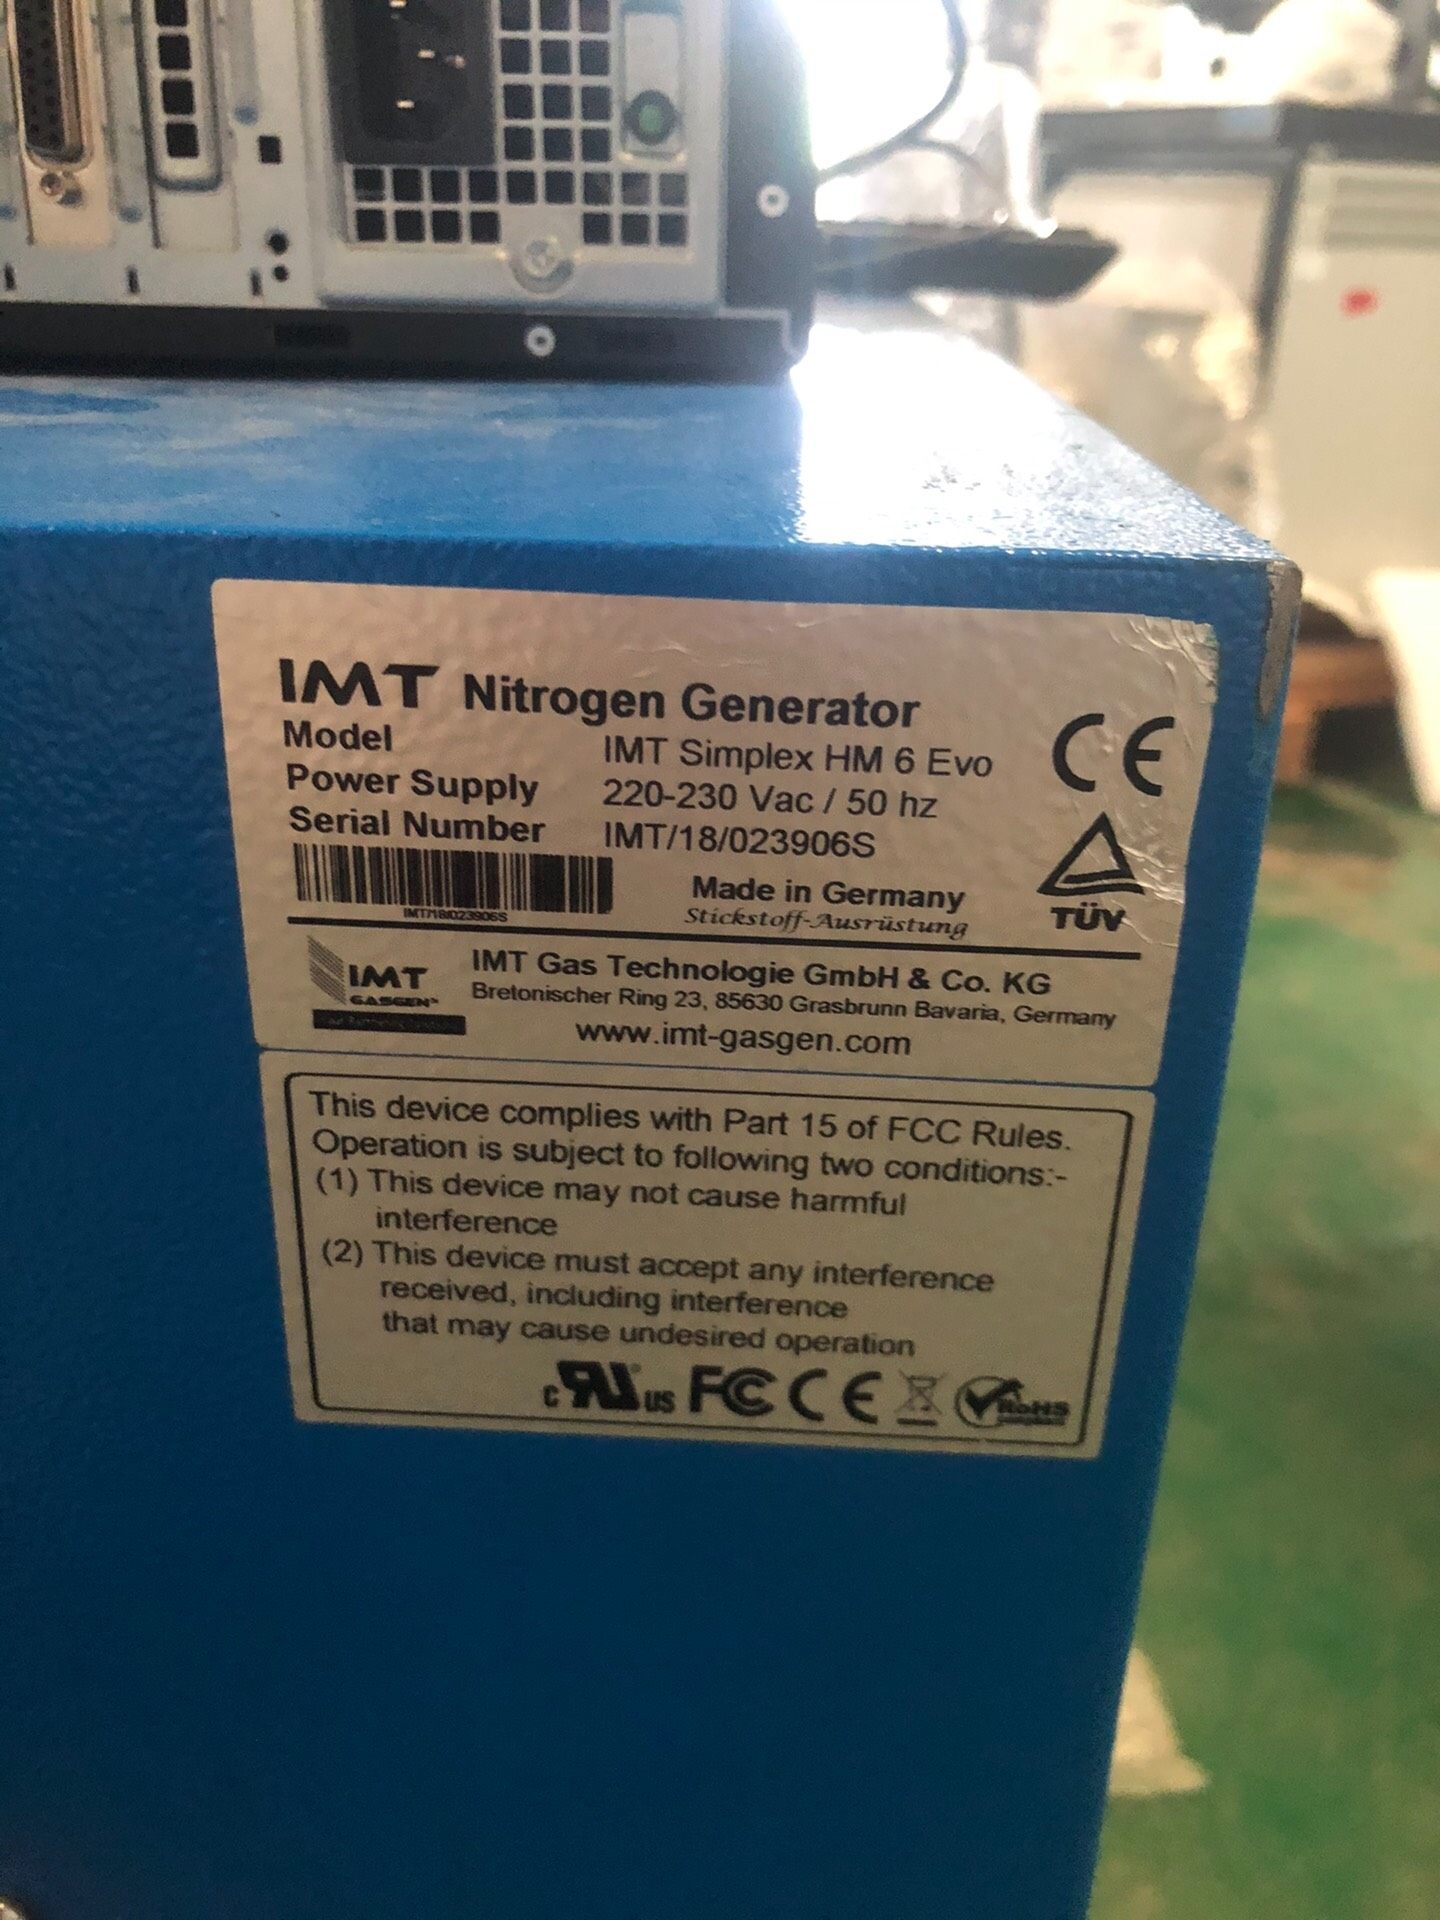 IMT Nitrogen Generator
Model IMT Simplex HM 6 Evo
Power Supply 220-230 Vac / 50 hz
Serial Number IMT/18/023906S
IMT/18/023906S
Made in Germany
Stickstoff-Ausrüstung
CE
TÜV
IMT
GASGEN
IMT Gas Technologie GmbH & Co. KG
Bretonischer Ring 23, 85630 Grasbrunn Bavaria, Germany
www.imt-gasgen.com
This device complies with Part 15 of FCC Rules.
Operation is subject to following two conditions:-
(1) This device may not cause harmful
interference
(2) This device must accept any interference
received, including interference
that may cause undesired operation
c RU us FC CE RoHS